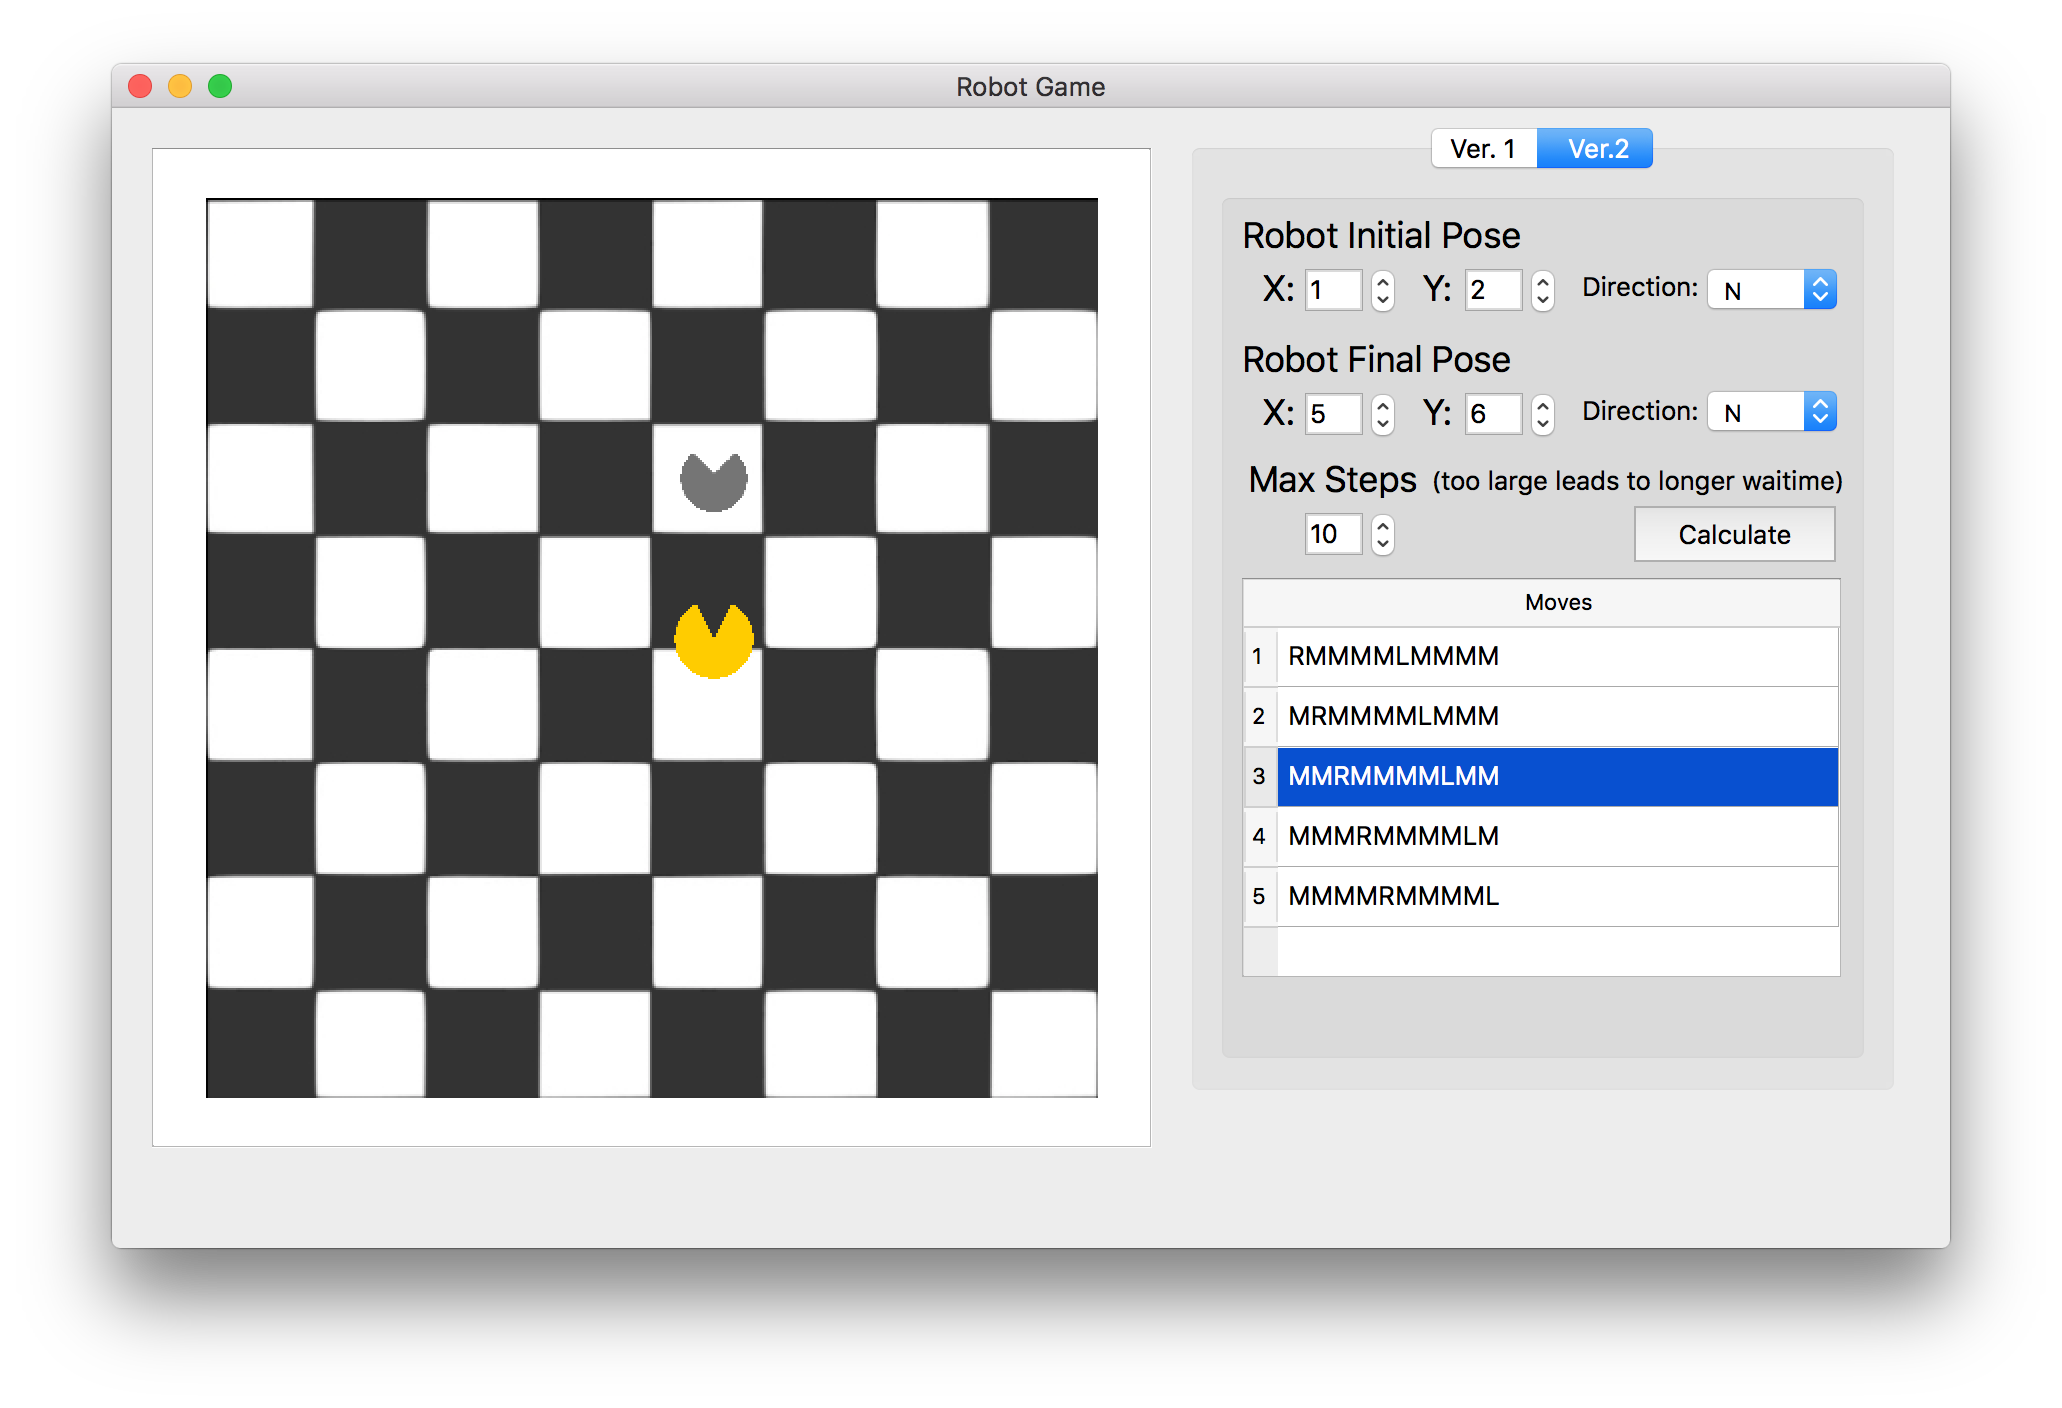 Robot Game
Ver. 1 Ver.2
Robot Initial Pose
X: 1 Y: 2 Direction: N
Robot Final Pose
X: 5 Y: 6 Direction: N
Max Steps (too large leads to longer waitime)
10 Calculate
Moves
1 RMMMMLMMMM
2 MRMMMMLMMM
3 MMRMMMMLMM
4 MMMRMMMMLM
5 MMMMRMMMML